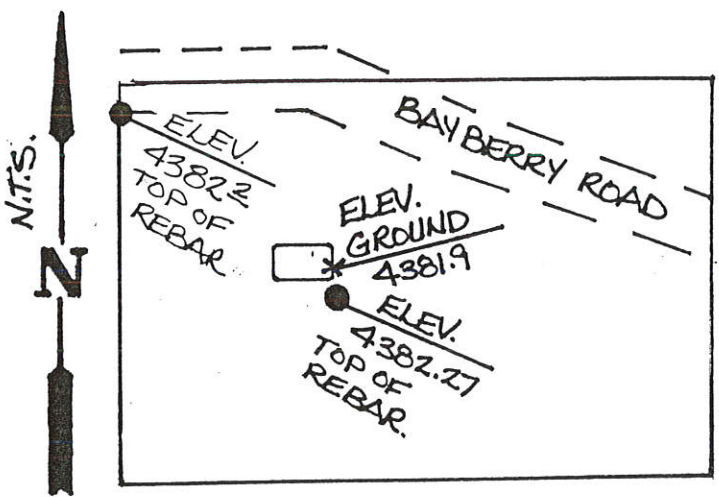 N.T.S.
N
BAYBERRY ROAD
ELEV.
4382.2
TOP OF
REBAR
ELEV.
GROUND
4381.9
ELEV.
4382.27
TOP OF
REBAR.